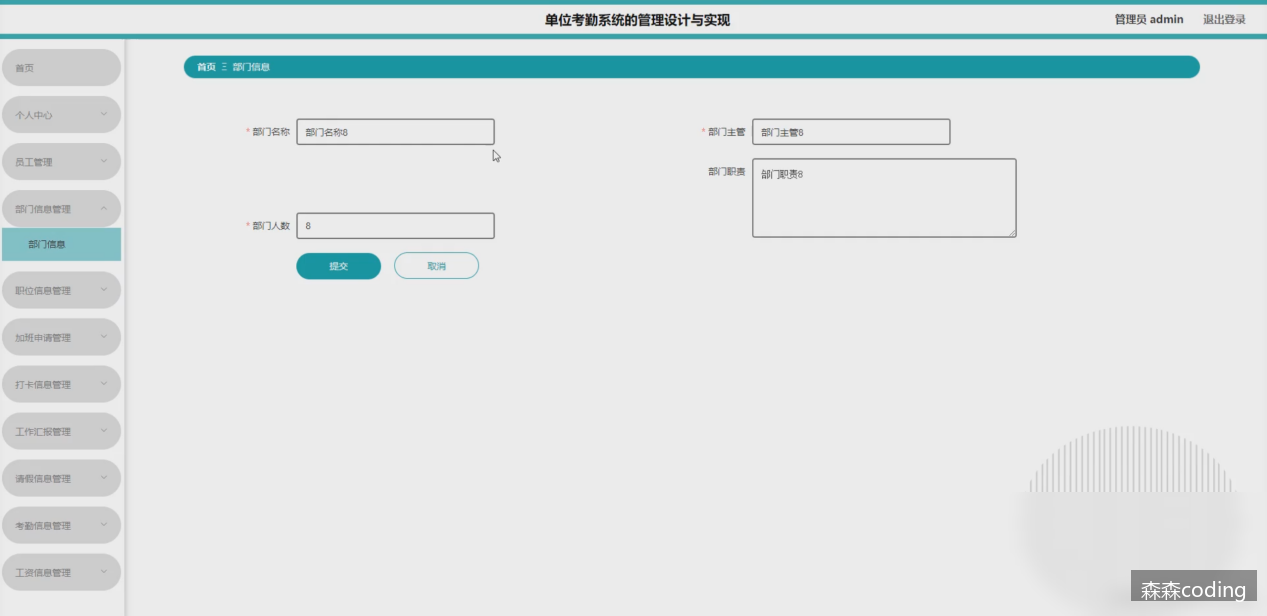 单位考勤系统的管理设计与实现
管理员 admin
退出登录
首页
个人中心
员工管理
部门信息管理
部门信息
职位信息管理
加班申请管理
打卡信息管理
工作汇报管理
请假信息管理
考勤信息管理
工资信息管理
首页 Ξ 部门信息
* 部门名称 部门名称8
* 部门主管 部门主管8
部门职责 部门职责8
* 部门人数 8
提交 取消
森森coding